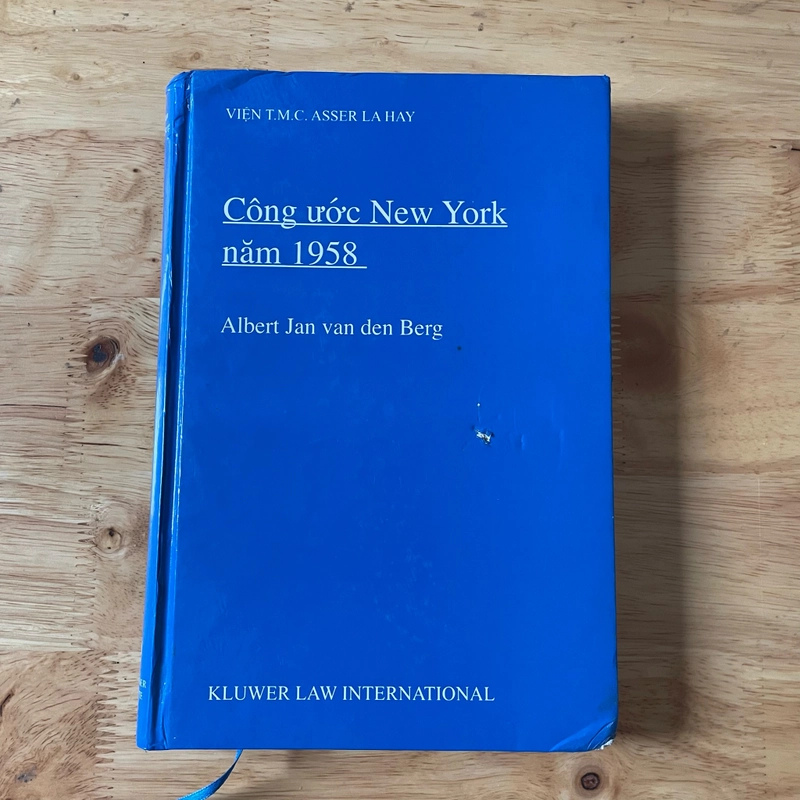 VIỆN T.M.C. ASSER LA HAY
Công ước New York
năm 1958
Albert Jan van den Berg
KLUWER LAW INTERNATIONAL